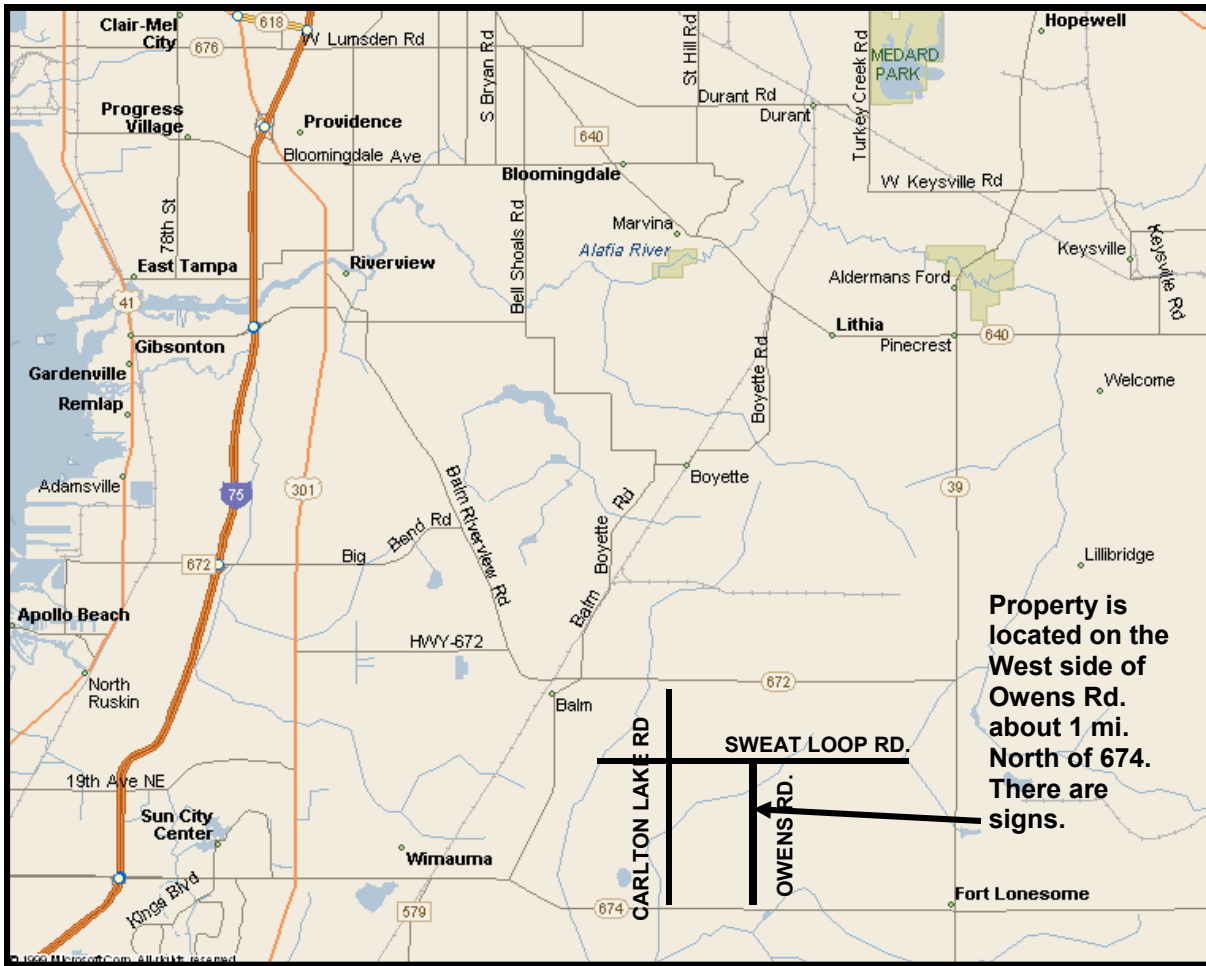 Clair-Mel
City
618
676
W Lumsden Rd
S Bryan Rd
St Hill Rd
Turkey Creek Rd
Hopewell
MEDARD
PARK
Durant Rd
Durant
Progress
Village
Providence
640
Bloomingdale Ave
Bloomingdale
W Keysville Rd
78th St
Bell Shoals Rd
Marvina
Alafia River
Keysville
Keysville Rd
East Tampa
Riverview
Aldermans Ford
41
Gibsonton
Lithia
640
Pinecrest
Gardenville
Remlap
Boyette Rd
Welcome
Adamsville
75
301
Balm Riverview Rd
Boyette
39
Big Bend Rd
Balm Boyette Rd
672
Lillibridge
Apollo Beach
HWY-672
672
North
Ruskin
Balm
Property is
located on the
West side of
Owens Rd.
about 1 mi.
North of 674.
There are
signs.
CARLTON LAKE RD
SWEAT LOOP RD.
OWENS RD.
19th Ave NE
Sun City
Center
Wimauma
Kings Blvd
579
674
Fort Lonesome
© 1999 Microsoft Corp. All rights reserved